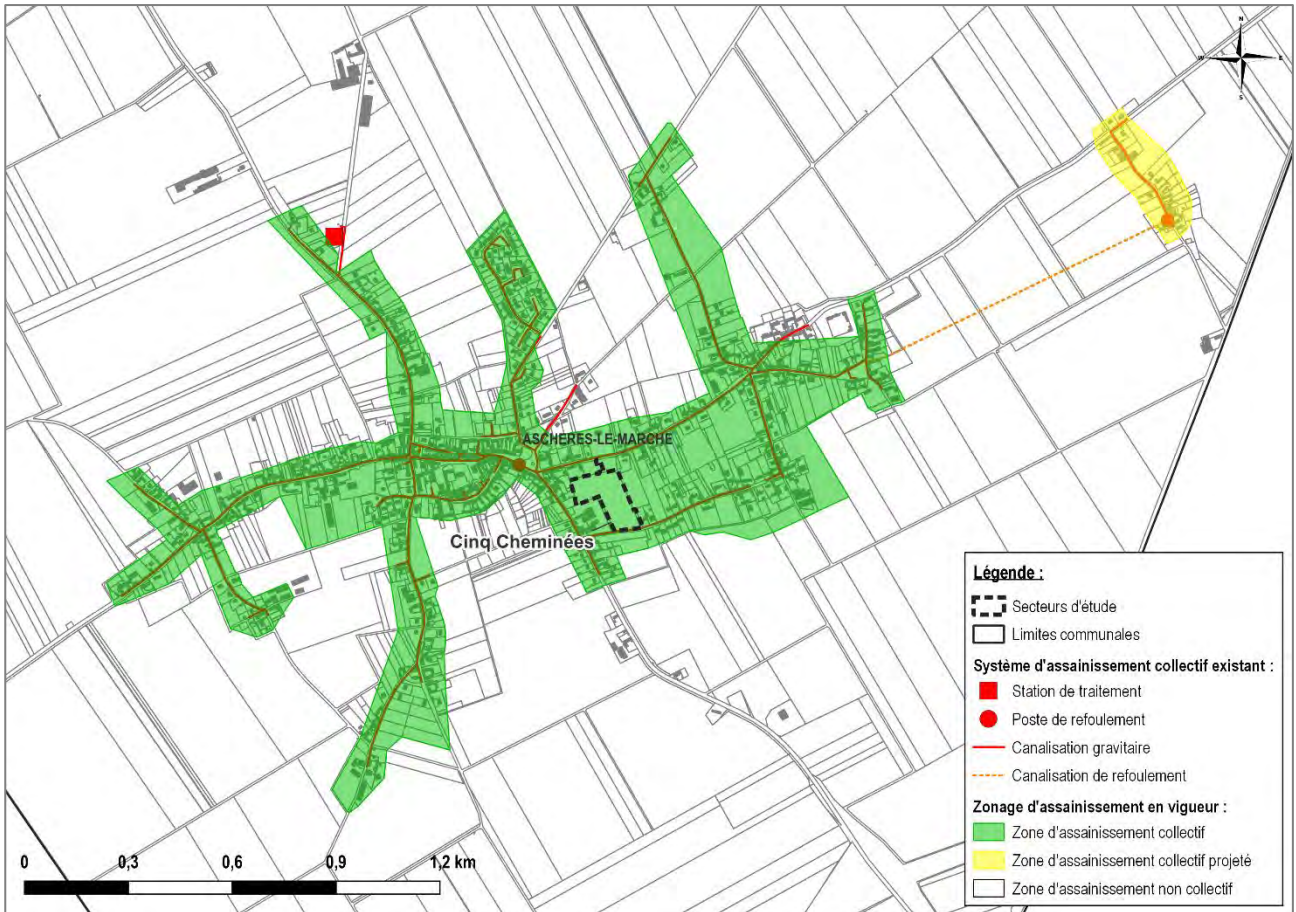 N
W E
S
ASCHERES-LE-MARCHE
Cinq Cheminées
Légende :
Secteurs d'étude
Limites communales
Système d'assainissement collectif existant :
Station de traitement
Poste de refoulement
Canalisation gravitaire
Canalisation de refoulement
Zonage d'assainissement en vigueur :
Zone d'assainissement collectif
Zone d'assainissement collectif projeté
Zone d'assainissement non collectif
0 0,3 0,6 0,9 1,2 km